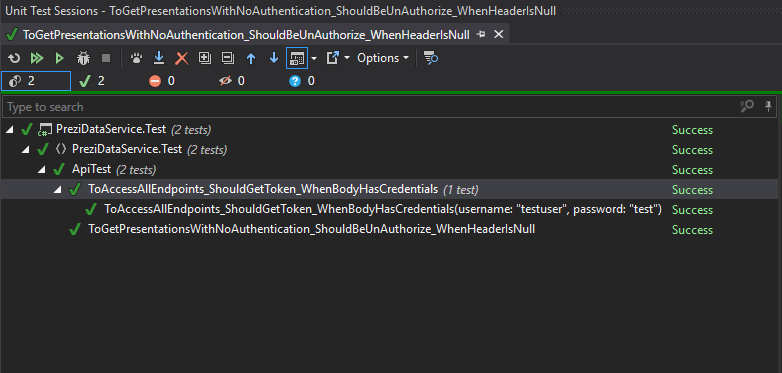 Unit Test Sessions - ToGetPresentationsWithNoAuthentication_ShouldBeUnAuthorize_WhenHeaderIsNull
ToGetPresentationsWithNoAuthentication_ShouldBeUnAuthorize_WhenHeaderIsNull
Options
2 2 0 0 0
Type to search
PreziDataService.Test (2 tests) Success
PreziDataService.Test (2 tests) Success
ApiTest (2 tests) Success
ToAccessAllEndpoints_ShouldGetToken_WhenBodyHasCredentials (1 test) Success
ToAccessAllEndpoints_ShouldGetToken_WhenBodyHasCredentials(username: "testuser", password: "test") Success
ToGetPresentationsWithNoAuthentication_ShouldBeUnAuthorize_WhenHeaderIsNull Success